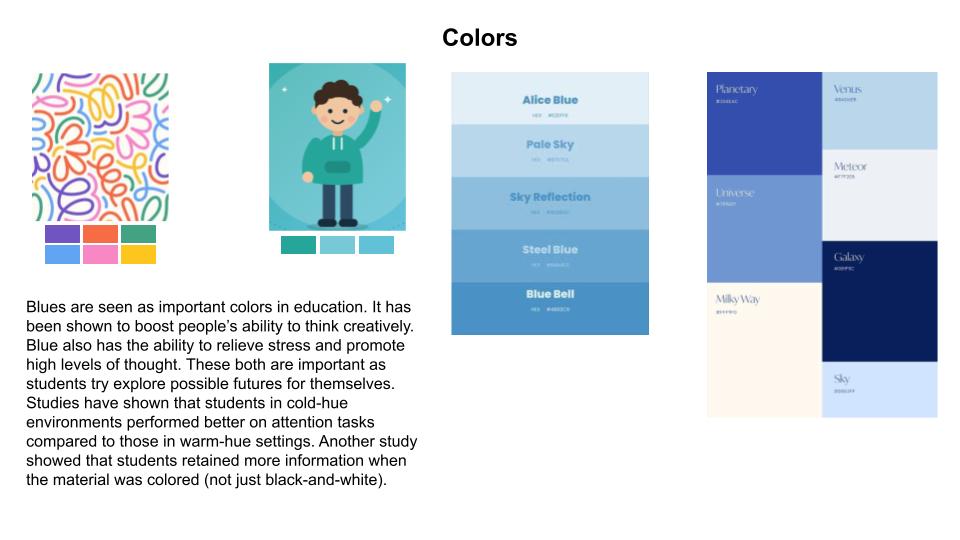 Colors
Blues are seen as important colors in education. It has
been shown to boost people’s ability to think creatively.
Blue also has the ability to relieve stress and promote
high levels of thought. These both are important as
students try explore possible futures for themselves.
Studies have shown that students in cold-hue
environments performed better on attention tasks
compared to those in warm-hue settings. Another study
showed that students retained more information when
the material was colored (not just black-and-white).
Alice Blue
HEX
Pale Sky
HEX
Sky Reflection
HEX
Steel Blue
HEX
Blue Bell
HEX
Planetary
Universe
Milky Way
Venus
Meteor
Galaxy
Sky